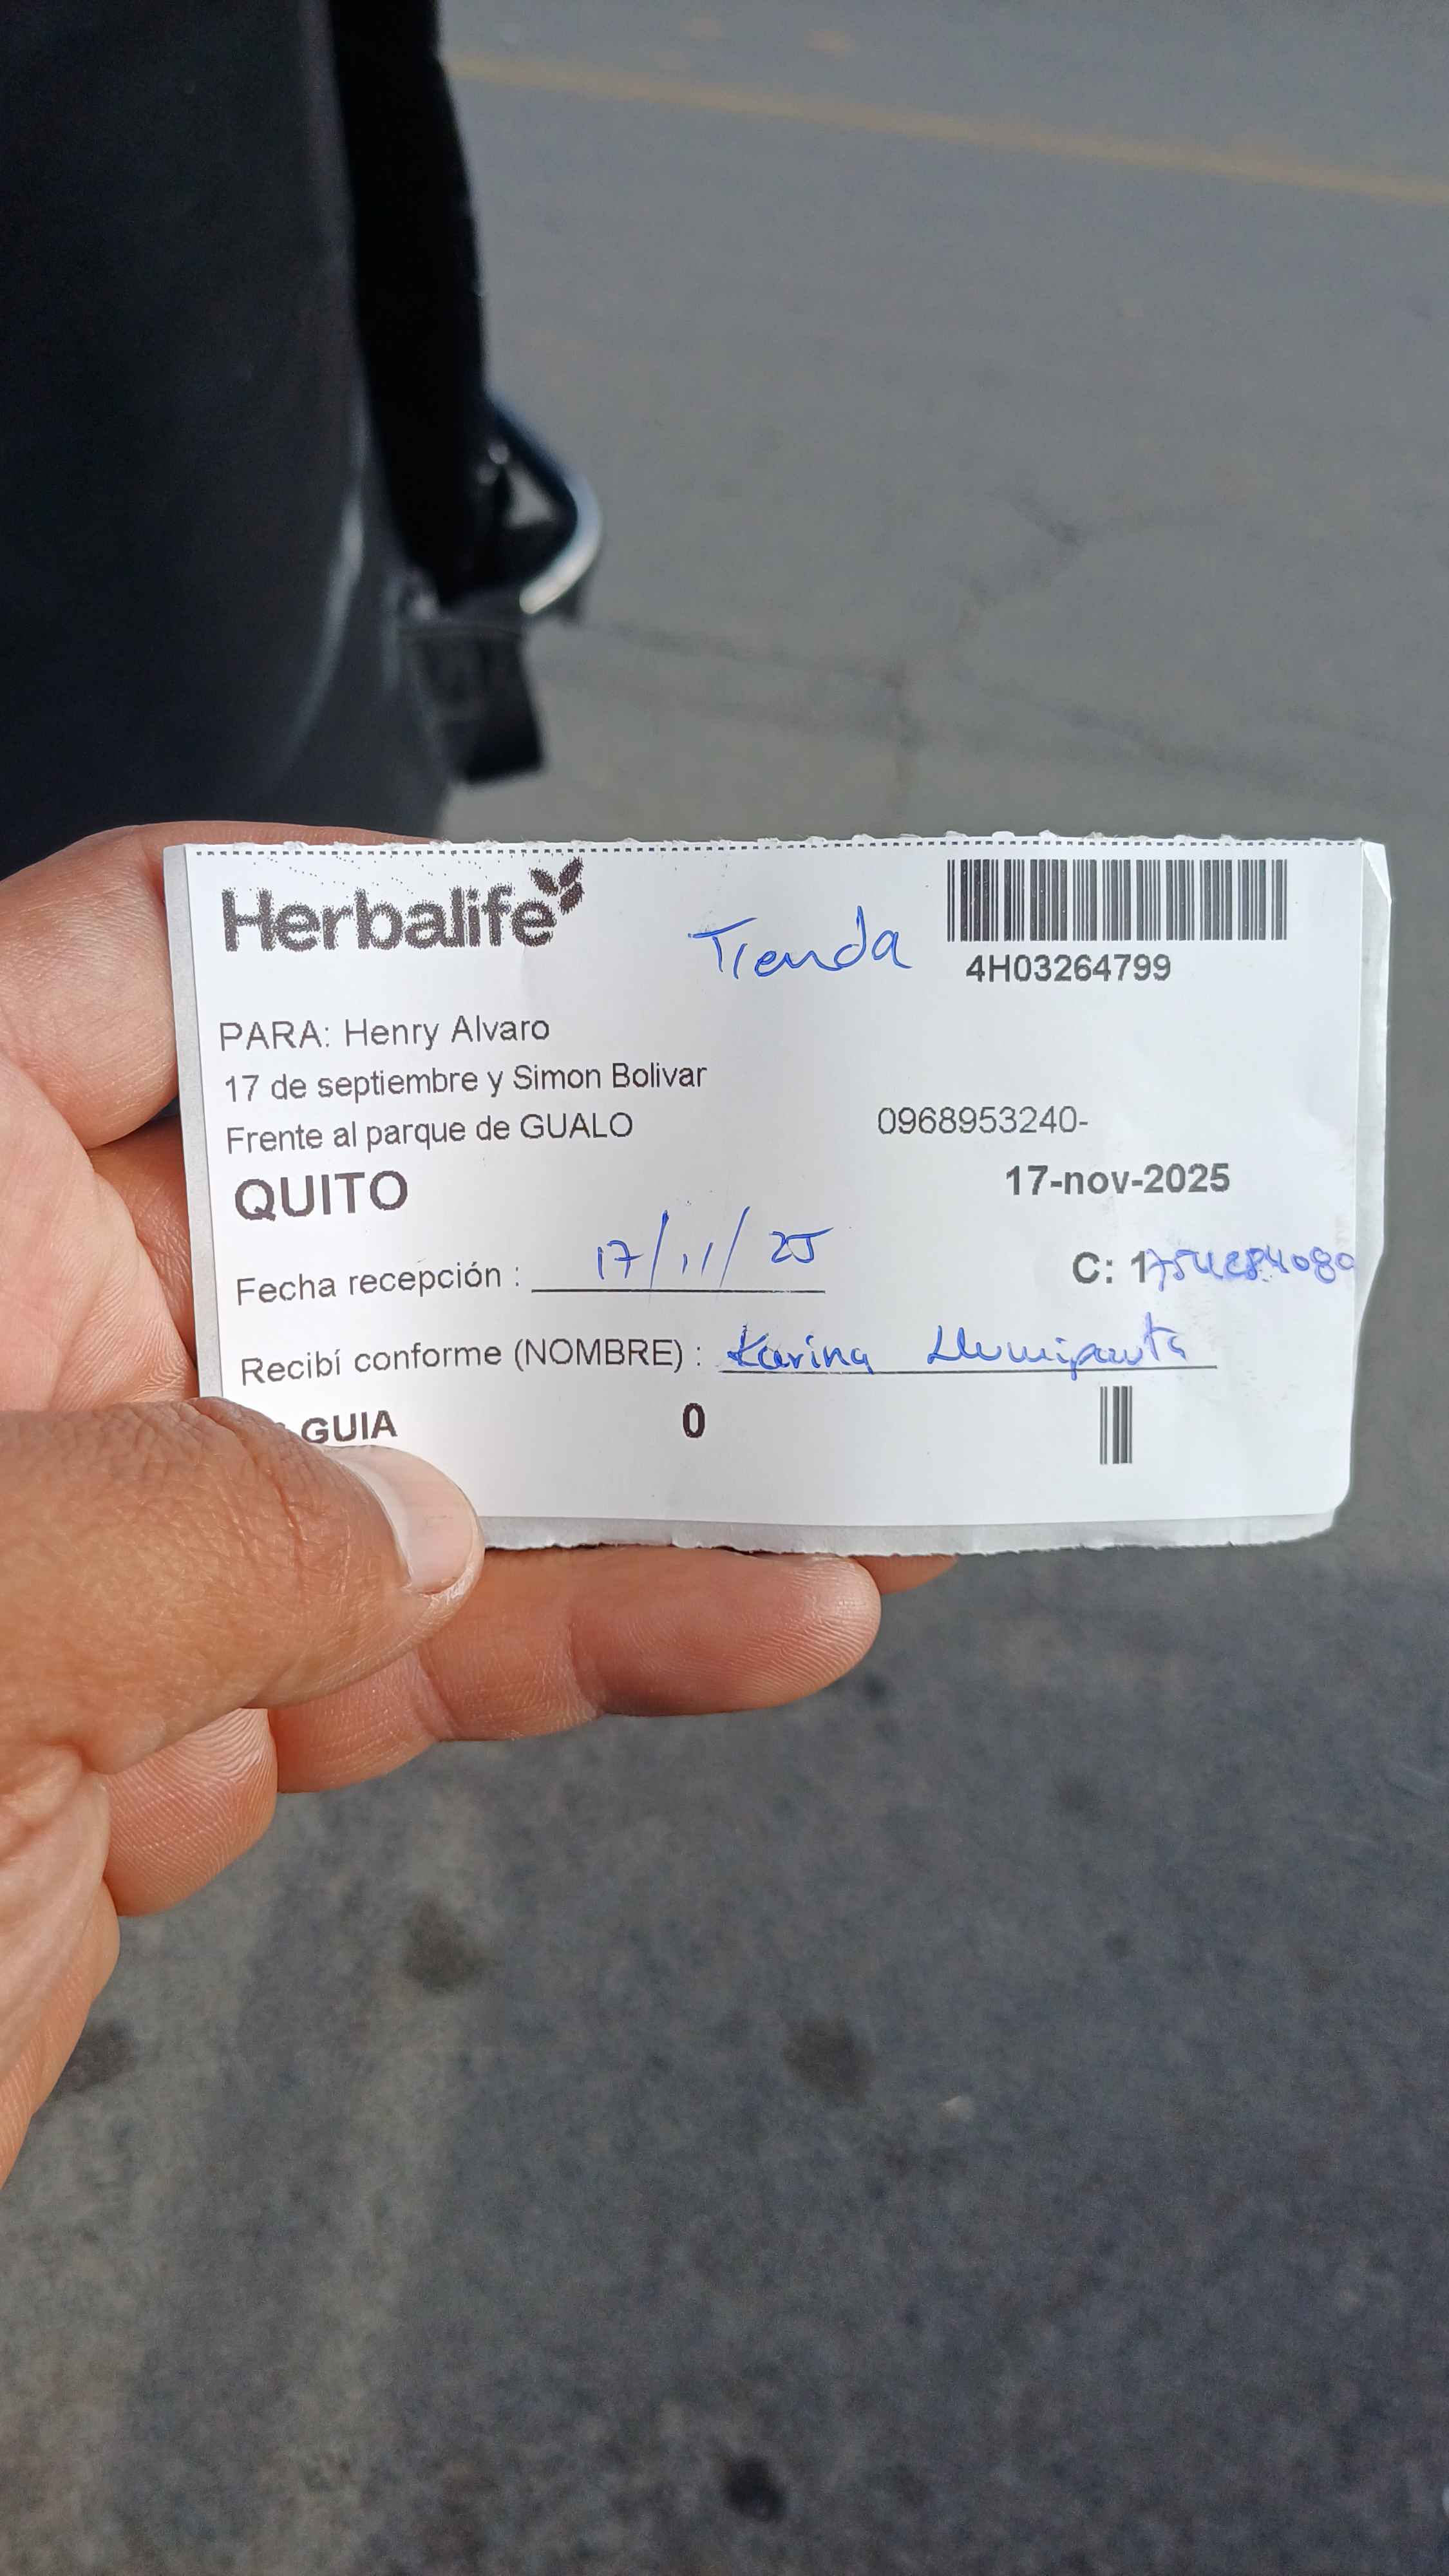 Herbalife
Tienda
4H03264799
PARA: Henry Alvaro
17 de septiembre y Simon Bolivar
Frente al parque de GUALO
0968953240-
QUITO
17-nov-2025
Fecha recepción : 17/11/25
C: 1
Recibí conforme (NOMBRE) : Karina
GUIA
0